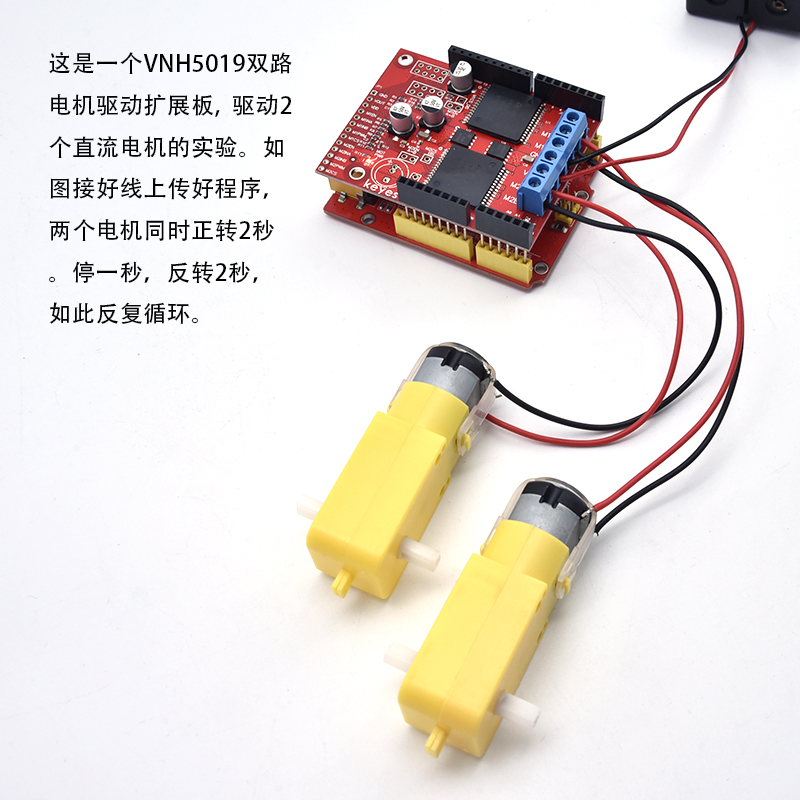 这是一个VNH5019双路
电机驱动扩展板, 驱动2
个直流电机的实验。如
图接好线上传好程序,
两个电机同时正转2秒
。停一秒, 反转2秒,
如此反复循环。
keyes